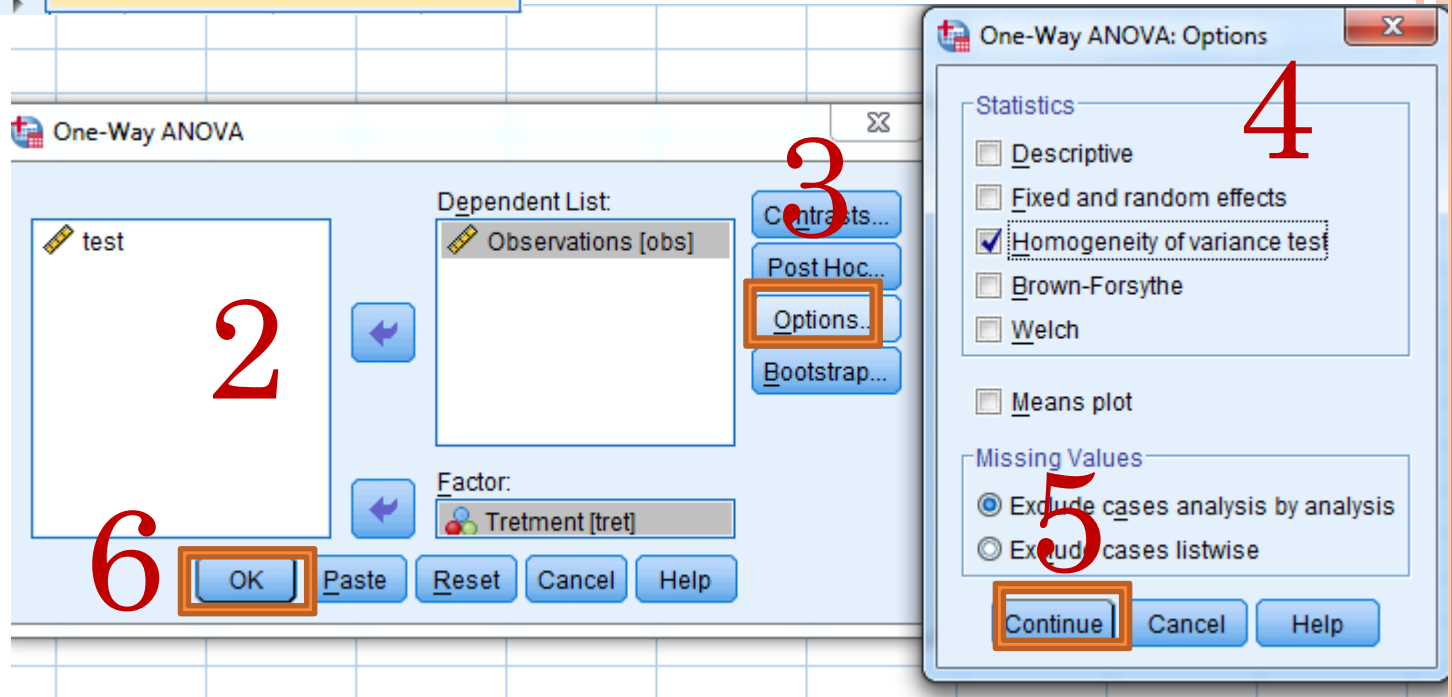 One-Way ANOVA
test
2
Dependent List:
Observations [obs]
Factor:
Tretment [tret]
3
Contrasts...
Post Hoc...
Options..
Bootstrap...
6
OK
Paste
Reset
Cancel
Help
One-Way ANOVA: Options
4
Statistics
Descriptive
Fixed and random effects
Homogeneity of variance test
Brown-Forsythe
Welch
Means plot
Missing Values
Exclude cases analysis by analysis
Exclude cases listwise
5
Continue
Cancel
Help